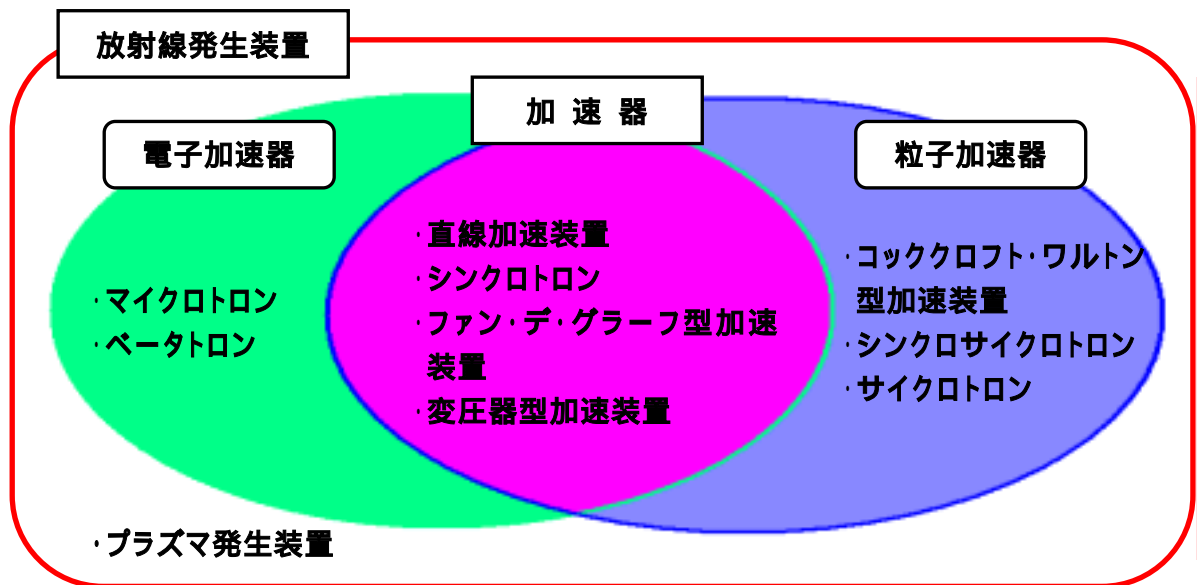 放射線発生装置
加 速 器
電子加速器
粒子加速器
・マイクロトロン
・ベータトロン
・直線加速装置
・シンクロトロン
・ファン・デ・グラーフ型加速
装置
・変圧器型加速装置
・コッククロフト・ワルトン
型加速装置
・シンクロサイクロトロン
・サイクロトロン
・プラズマ発生装置